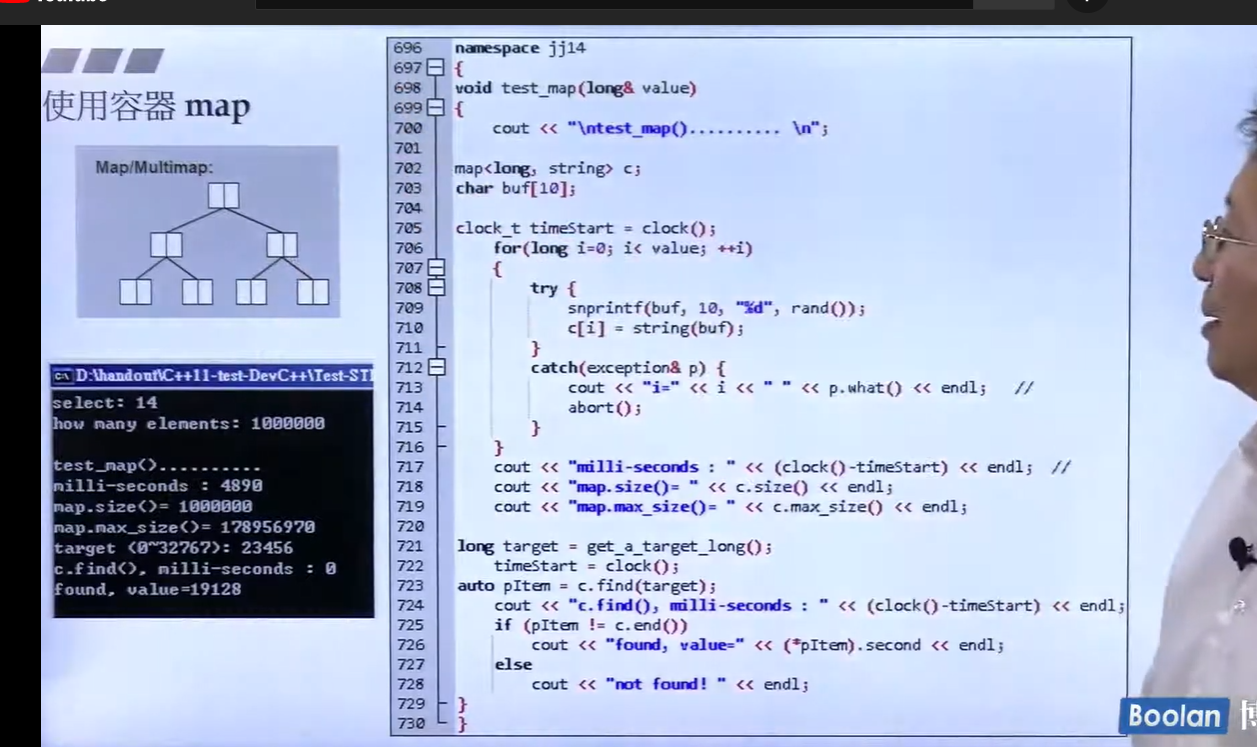 使用容器 map
Map/Multimap:
D:\handout\C++11-test-DevC++\Test-STL
select: 14
how many elements: 1000000
test_map()..........
milli-seconds : 4890
map.size()= 1000000
map.max_size()= 178956970
target (0~32767): 23456
c.find(), milli-seconds : 0
found, value=19128
696 namespace jj14
697 {
698 void test_map(long& value)
699 {
700 cout << "\ntest_map().......... \n";
701
702 map<long, string> c;
703 char buf[10];
704
705 clock_t timeStart = clock();
706 for(long i=0; i< value; ++i)
707 {
708 try {
709 snprintf(buf, 10, "%d", rand());
710 c[i] = string(buf);
711 }
712 catch(exception& p) {
713 cout << "i=" << i << " " << p.what() << endl; //
714 abort();
715 }
716 }
717 cout << "milli-seconds : " << (clock()-timeStart) << endl; //
718 cout << "map.size()= " << c.size() << endl;
719 cout << "map.max_size()= " << c.max_size() << endl;
720
721 long target = get_a_target_long();
722 timeStart = clock();
723 auto pItem = c.find(target);
724 cout << "c.find(), milli-seconds : " << (clock()-timeStart) << endl;
725 if (pItem != c.end())
726 cout << "found, value=" << (*pItem).second << endl;
727 else
728 cout << "not found! " << endl;
729 }
730 }
Boolan 博